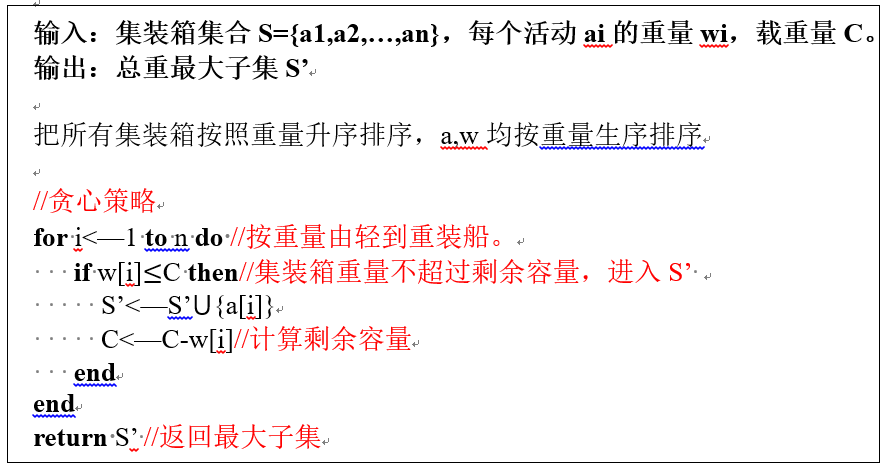 输入：集装箱集合 S={a1,a2,…,an}，每个活动 ai 的重量 wi，载重量 C。
输出：总重最大子集 S’
把所有集装箱按照重量升序排序，a,w 均按重量生序排序
//贪心策略
for i<—1 to n do //按重量由轻到重装船。
if w[i]≤C then//集装箱重量不超过剩余容量，进入 S’
S’<—S’∪{a[i]}
C<—C-w[i]//计算剩余容量
end
end
return S’ //返回最大子集